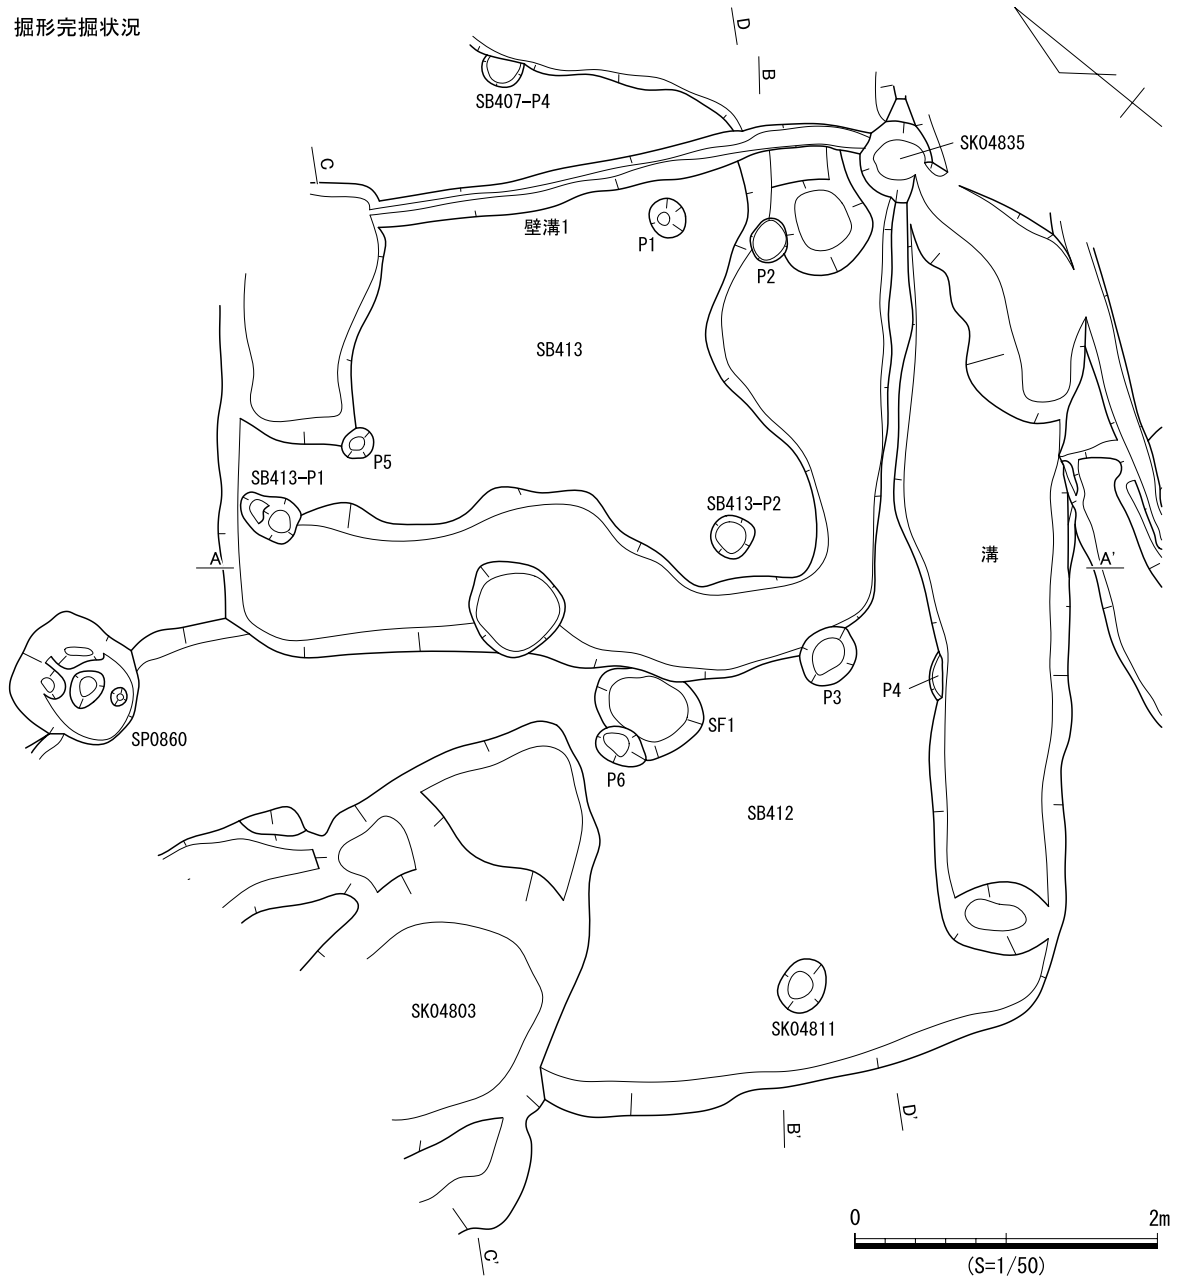 掘形完掘状況
D
B
SB407-P4
SK04835
C
壁溝1
P1
P2
SB413
P5
SB413-P1
SB413-P2
A
溝
A'
P3
P4
SP0860
SF1
P6
SB412
SK04803
SK04811
B'
D'
C'
0 2m
(S=1/50)